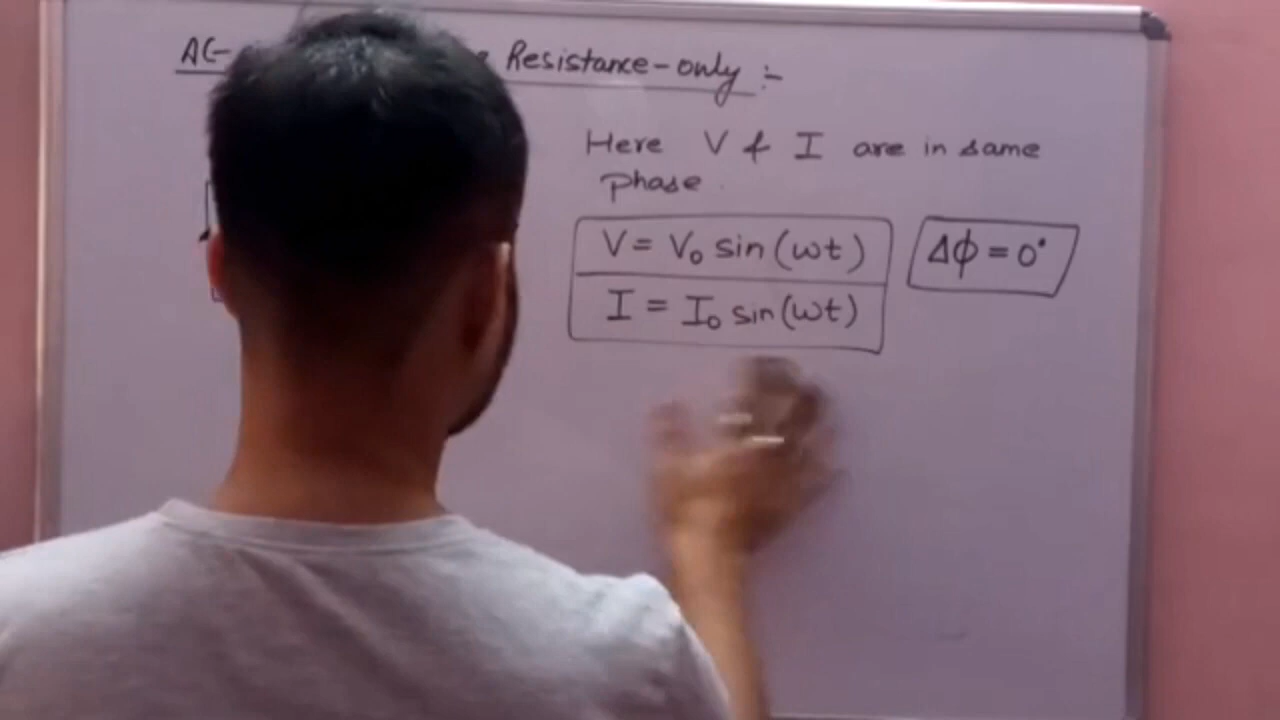 AC Resistance-only :-
Here V & I are in same
phase.
V = V₀ sin (ωt)
Δϕ = 0°
I = I₀ sin (ωt)